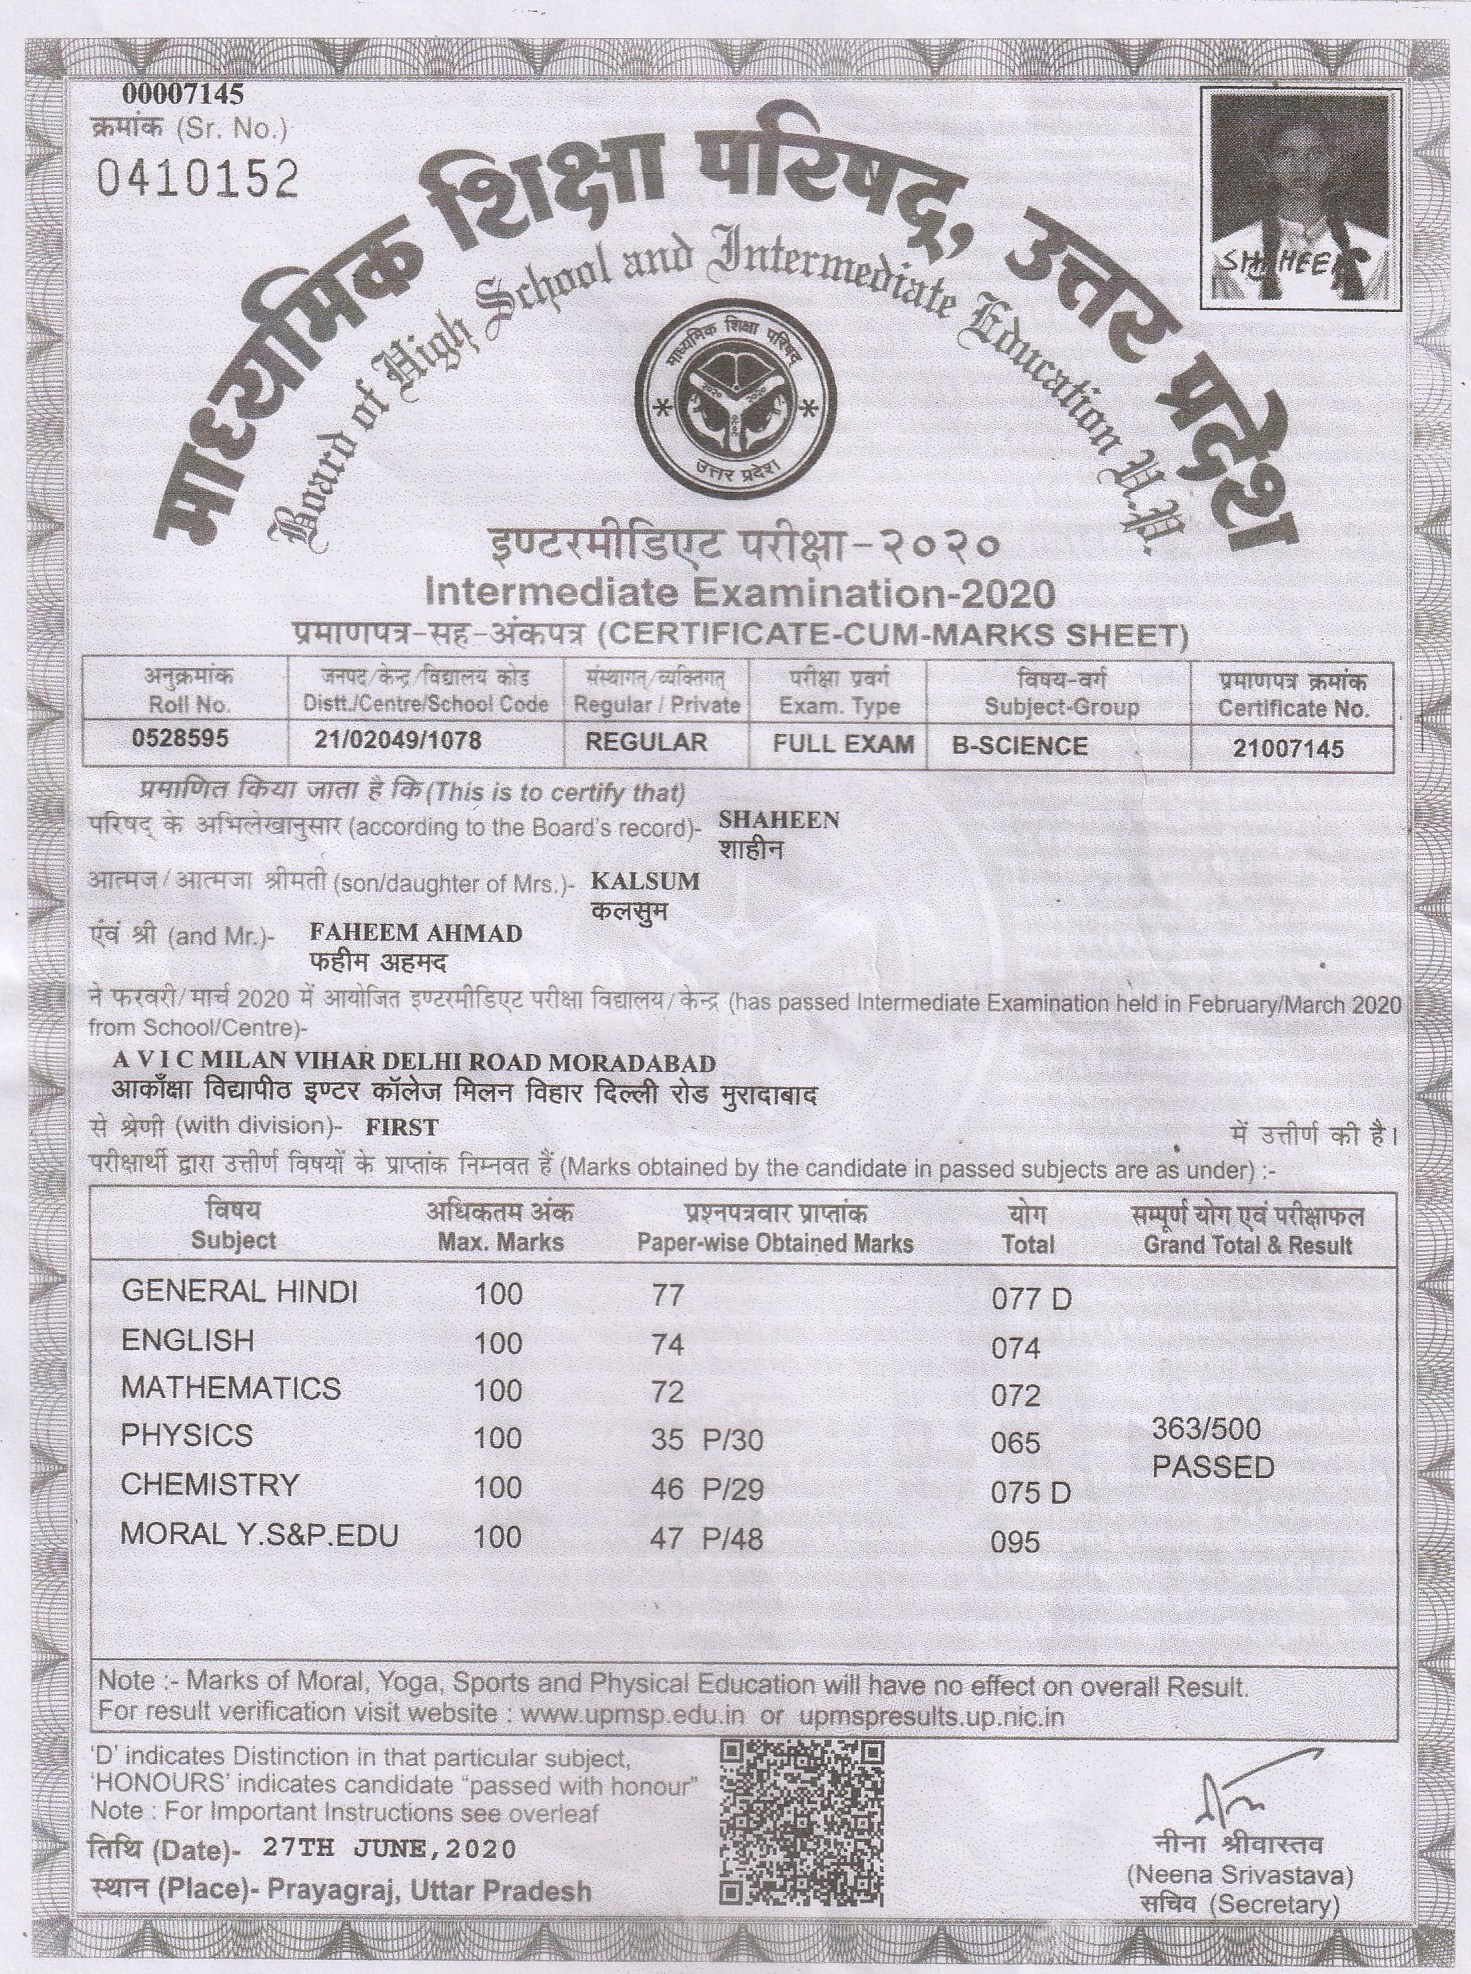 00007145
क्रमांक (Sr. No.)
0410152
माध्यमिक शिक्षा परिषद्, उत्तर प्रदेश
Board of High School and Intermediate Education U.P.
माध्यमिक शिक्षा परिषद्
उत्तर प्रदेश
SHAHEEN
इण्टरमीडिएट परीक्षा-२०२०
Intermediate Examination-2020
प्रमाणपत्र-सह-अंकपत्र (CERTIFICATE-CUM-MARKS SHEET)
अनुक्रमांक जनपद/केन्द्र/विद्यालय कोड संस्थागत/व्यक्तिगत परीक्षा प्रवर्ग विषय-वर्ग प्रमाणपत्र क्रमांक
Roll No. Distt./Centre/School Code Regular / Private Exam. Type Subject-Group Certificate No.
0528595 21/02049/1078 REGULAR FULL EXAM B-SCIENCE 21007145
प्रमाणित किया जाता है कि (This is to certify that)
परिषद् के अभिलेखानुसार (according to the Board's record)- SHAHEEN
शाहीन
आत्मज/आत्मजा श्रीमती (son/daughter of Mrs.)- KALSUM
कलसुम
एंवं श्री (and Mr.)- FAHEEM AHMAD
फहीम अहमद
ने फरवरी/मार्च 2020 में आयोजित इण्टरमीडिएट परीक्षा विद्यालय/केन्द्र (has passed Intermediate Examination held in February/March 2020
from School/Centre)-
A V I C MILAN VIHAR DELHI ROAD MORADABAD
आकाँक्षा विद्यापीठ इण्टर कॉलेज मिलन विहार दिल्ली रोड मुरादाबाद
से श्रेणी (with division)- FIRST में उत्तीर्ण की है।
परीक्षार्थी द्वारा उत्तीर्ण विषयों के प्राप्तांक निम्नवत हैं (Marks obtained by the candidate in passed subjects are as under) :-
विषय अधिकतम अंक प्रश्नपत्रवार प्राप्तांक योग सम्पूर्ण योग एवं परीक्षाफल
Subject Max. Marks Paper-wise Obtained Marks Total Grand Total & Result
GENERAL HINDI 100 77 077 D
ENGLISH 100 74 074
MATHEMATICS 100 72 072
PHYSICS 100 35 P/30 065 363/500
PASSED
CHEMISTRY 100 46 P/29 075 D
MORAL Y.S&P.EDU 100 47 P/48 095
Note :- Marks of Moral, Yoga, Sports and Physical Education will have no effect on overall Result.
For result verification visit website : www.upmsp.edu.in or upmspresults.up.nic.in
'D' indicates Distinction in that particular subject,
'HONOURS' indicates candidate "passed with honour"
Note : For Important Instructions see overleaf
तिथि (Date)- 27TH JUNE,2020
स्थान (Place)- Prayagraj, Uttar Pradesh
नीना श्रीवास्तव
(Neena Srivastava)
सचिव (Secretary)